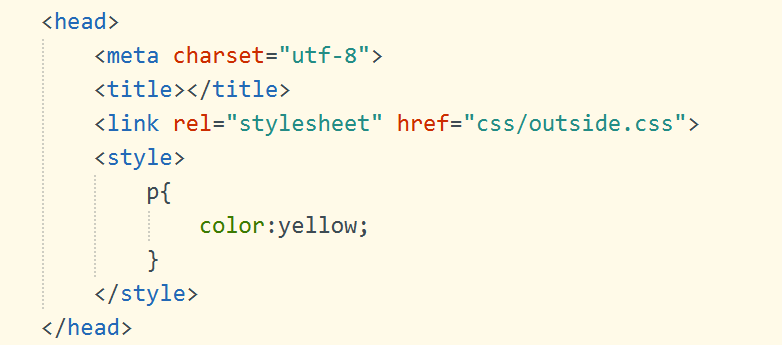 <head>
<meta charset="utf-8">
<title></title>
<link rel="stylesheet" href="css/outside.css">
<style>
p{
color:yellow;
}
</style>
</head>